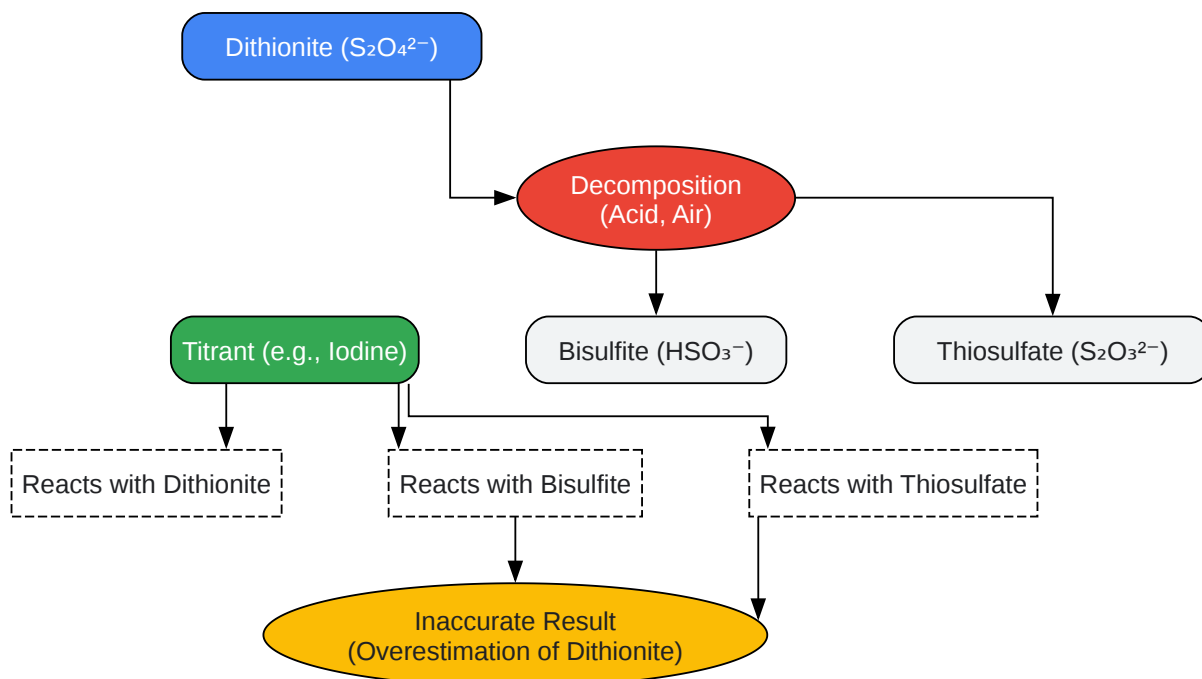 Dithionite (S₂O₄²⁻)
Decomposition
(Acid, Air)
Titrant (e.g., Iodine)
Bisulfite (HSO₃⁻)
Thiosulfate (S₂O₃²⁻)
Reacts with Dithionite
Reacts with Bisulfite
Reacts with Thiosulfate
Inaccurate Result
(Overestimation of Dithionite)